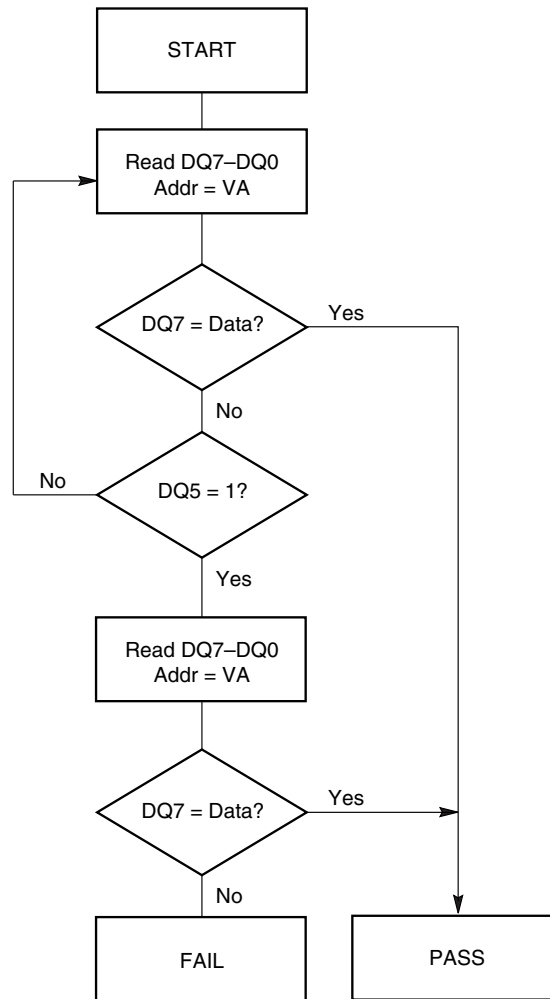 START
Read DQ7–DQ0
Addr = VA
DQ7 = Data?
Yes
No
No
DQ5 = 1?
Yes
Read DQ7–DQ0
Addr = VA
DQ7 = Data?
Yes
No
FAIL
PASS